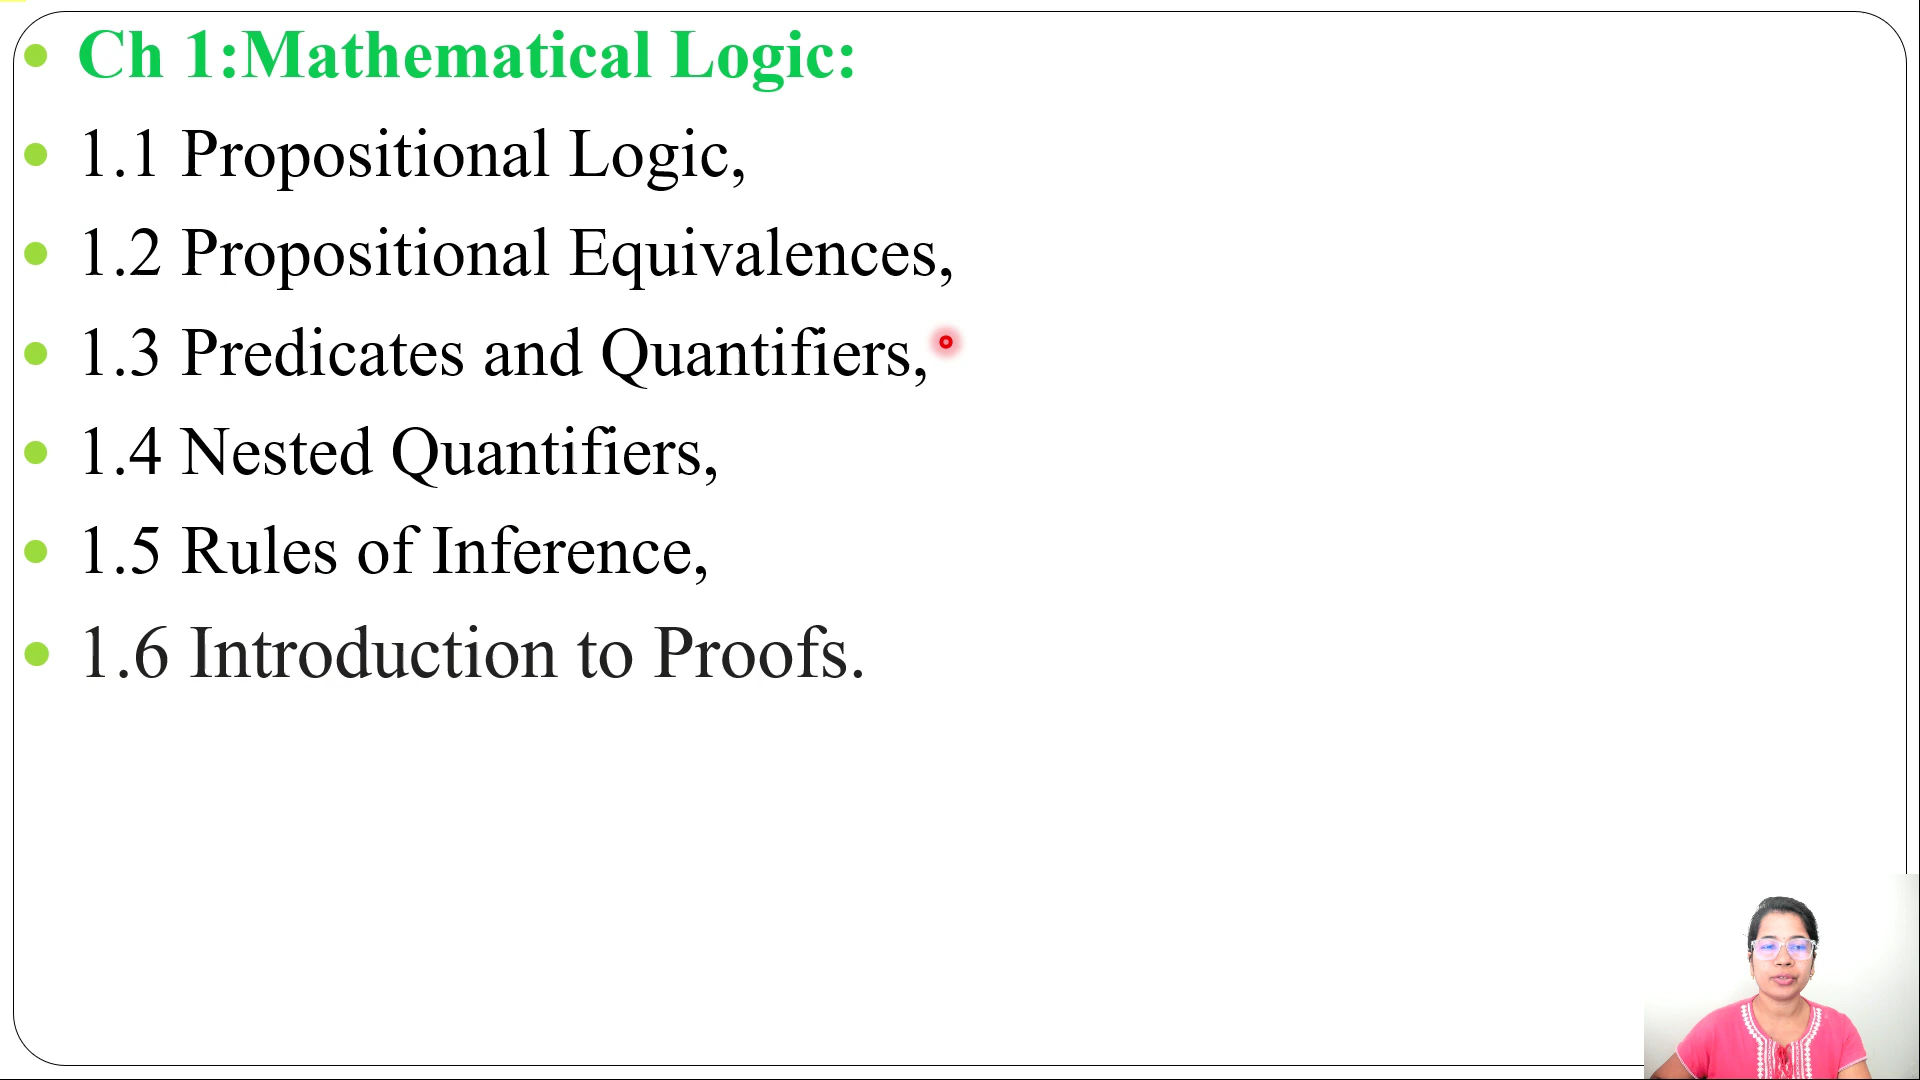 Ch 1:Mathematical Logic:
1.1 Propositional Logic,
1.2 Propositional Equivalences,
1.3 Predicates and Quantifiers,
1.4 Nested Quantifiers,
1.5 Rules of Inference,
1.6 Introduction to Proofs.